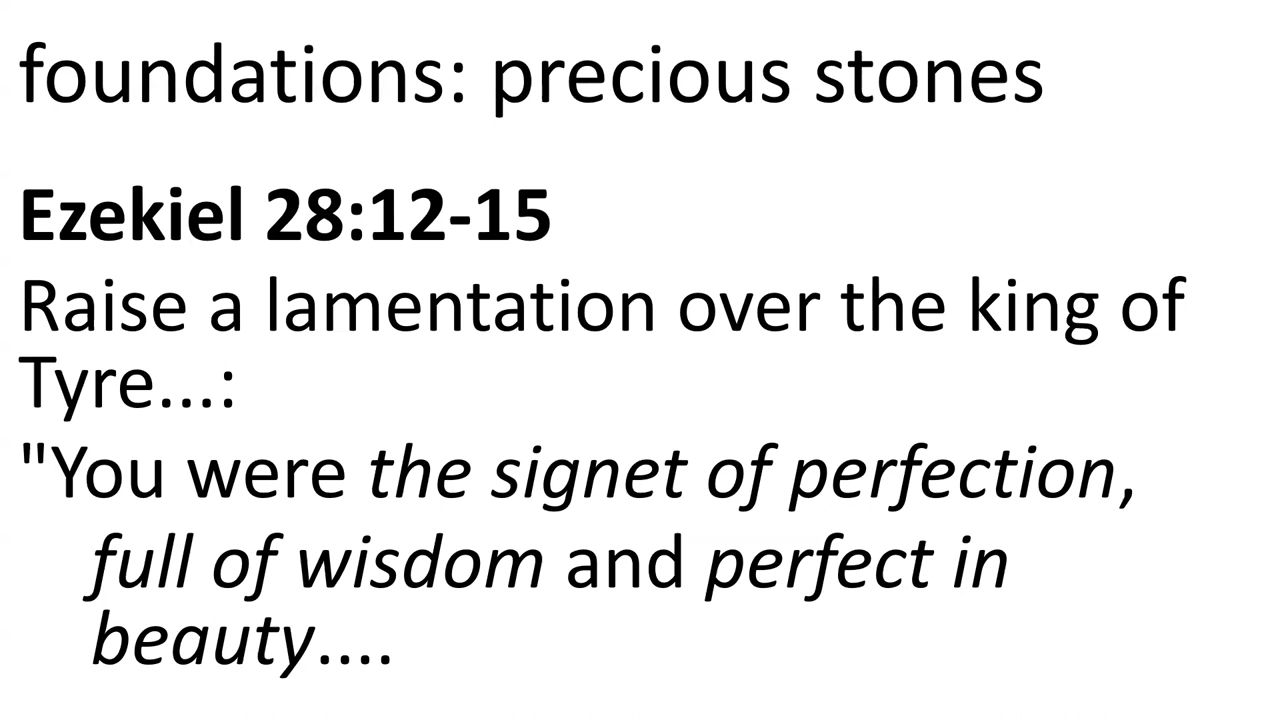 foundations: precious stones
Ezekiel 28:12-15
Raise a lamentation over the king of
Tyre...:
"You were the signet of perfection,
full of wisdom and perfect in
beauty....